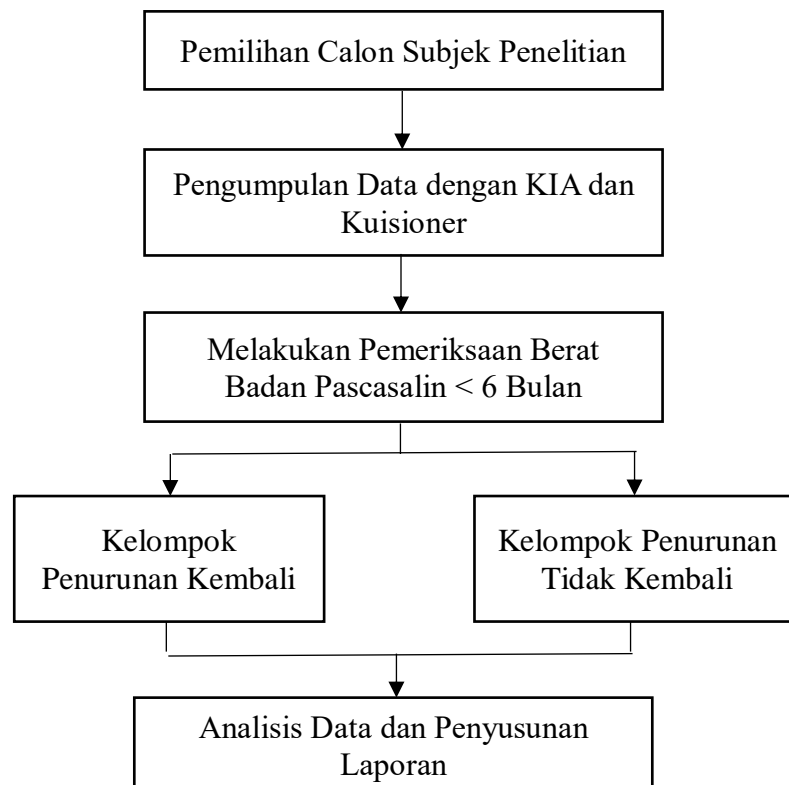 Pemilihan Calon Subjek Penelitian
Pengumpulan Data dengan KIA dan
Kuisioner
Melakukan Pemeriksaan Berat
Badan Pascasalin < 6 Bulan
Kelompok
Penurunan Kembali
Kelompok Penurunan
Tidak Kembali
Analisis Data dan Penyusunan
Laporan